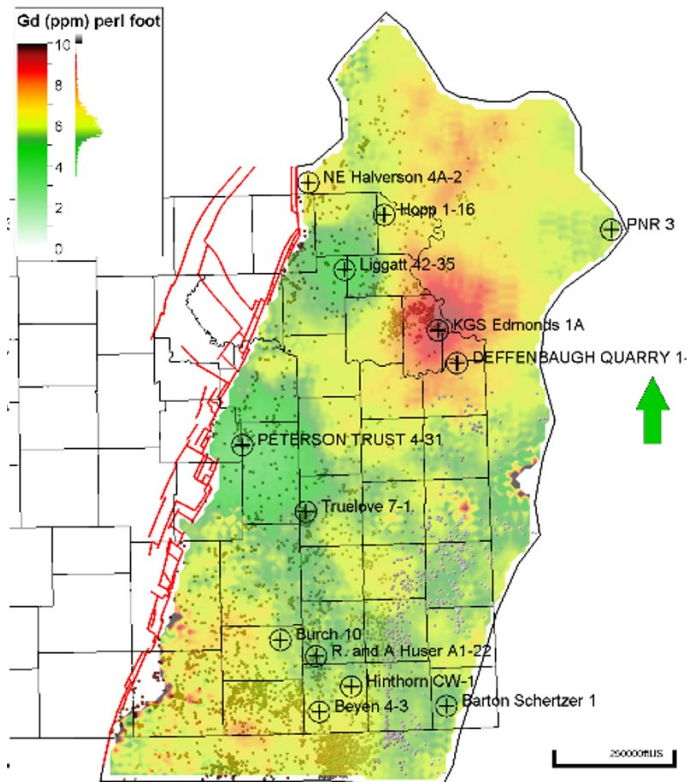 Gd (ppm) perl foot
10
8
6
4
2
0
NE Halverson 4A-2
Hopp 1-16
PNR 3
Liggatt 42-35
KGS Edmonds 1A
DEFFENBAUGH QUARRY 1-
PETERSON TRUST 4-31
Truelove 7-1
Burch 10
R. and A Huser A1-22
Hinthorn CW-1
Beyen 4-3
Barton Schertzer 1
250000ftUS